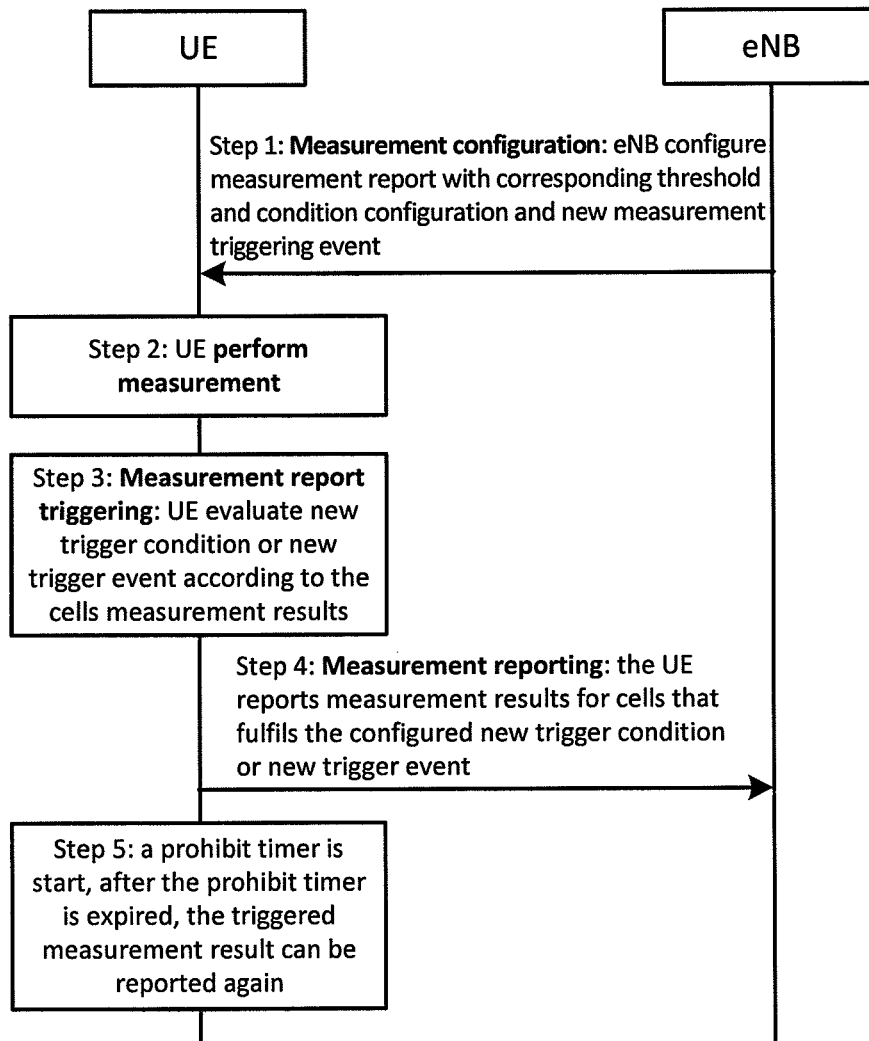 UE
eNB
Step 1: Measurement configuration: eNB configure
measurement report with corresponding threshold
and condition configuration and new measurement
triggering event
Step 2: UE perform
measurement
Step 3: Measurement report
triggering: UE evaluate new
trigger condition or new
trigger event according to the
cells measurement results
Step 4: Measurement reporting: the UE
reports measurement results for cells that
fulfils the configured new trigger condition
or new trigger event
Step 5: a prohibit timer is
start, after the prohibit timer
is expired, the triggered
measurement result can be
reported again